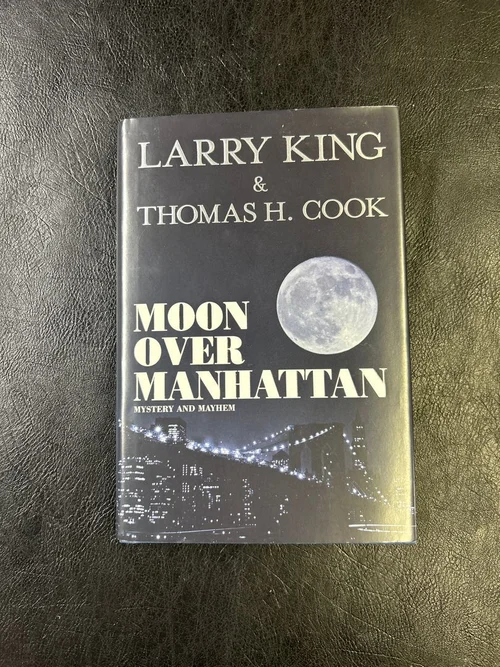 LARRY KING
&
THOMAS H. COOK
MOON
OVER
MANHATTAN
MYSTERY AND MAYHEM